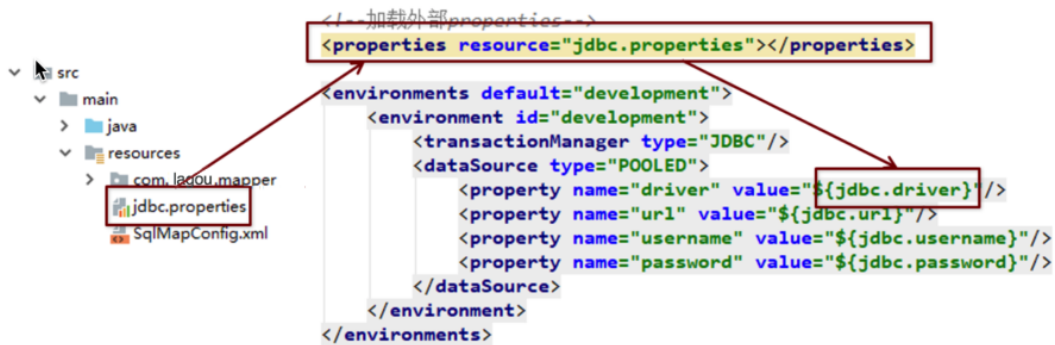 src
main
java
resources
com.lagou.mapper
jdbc.properties
SqlMapConfig.xml
<!--加载外部properties-->
<properties resource="jdbc.properties"></properties>
<environments default="development">
<environment id="development">
<transactionManager type="JDBC"/>
<dataSource type="POOLED">
<property name="driver" value="${jdbc.driver}"/>
<property name="url" value="${jdbc.url}"/>
<property name="username" value="${jdbc.username}"/>
<property name="password" value="${jdbc.password}"/>
</dataSource>
</environment>
</environments>